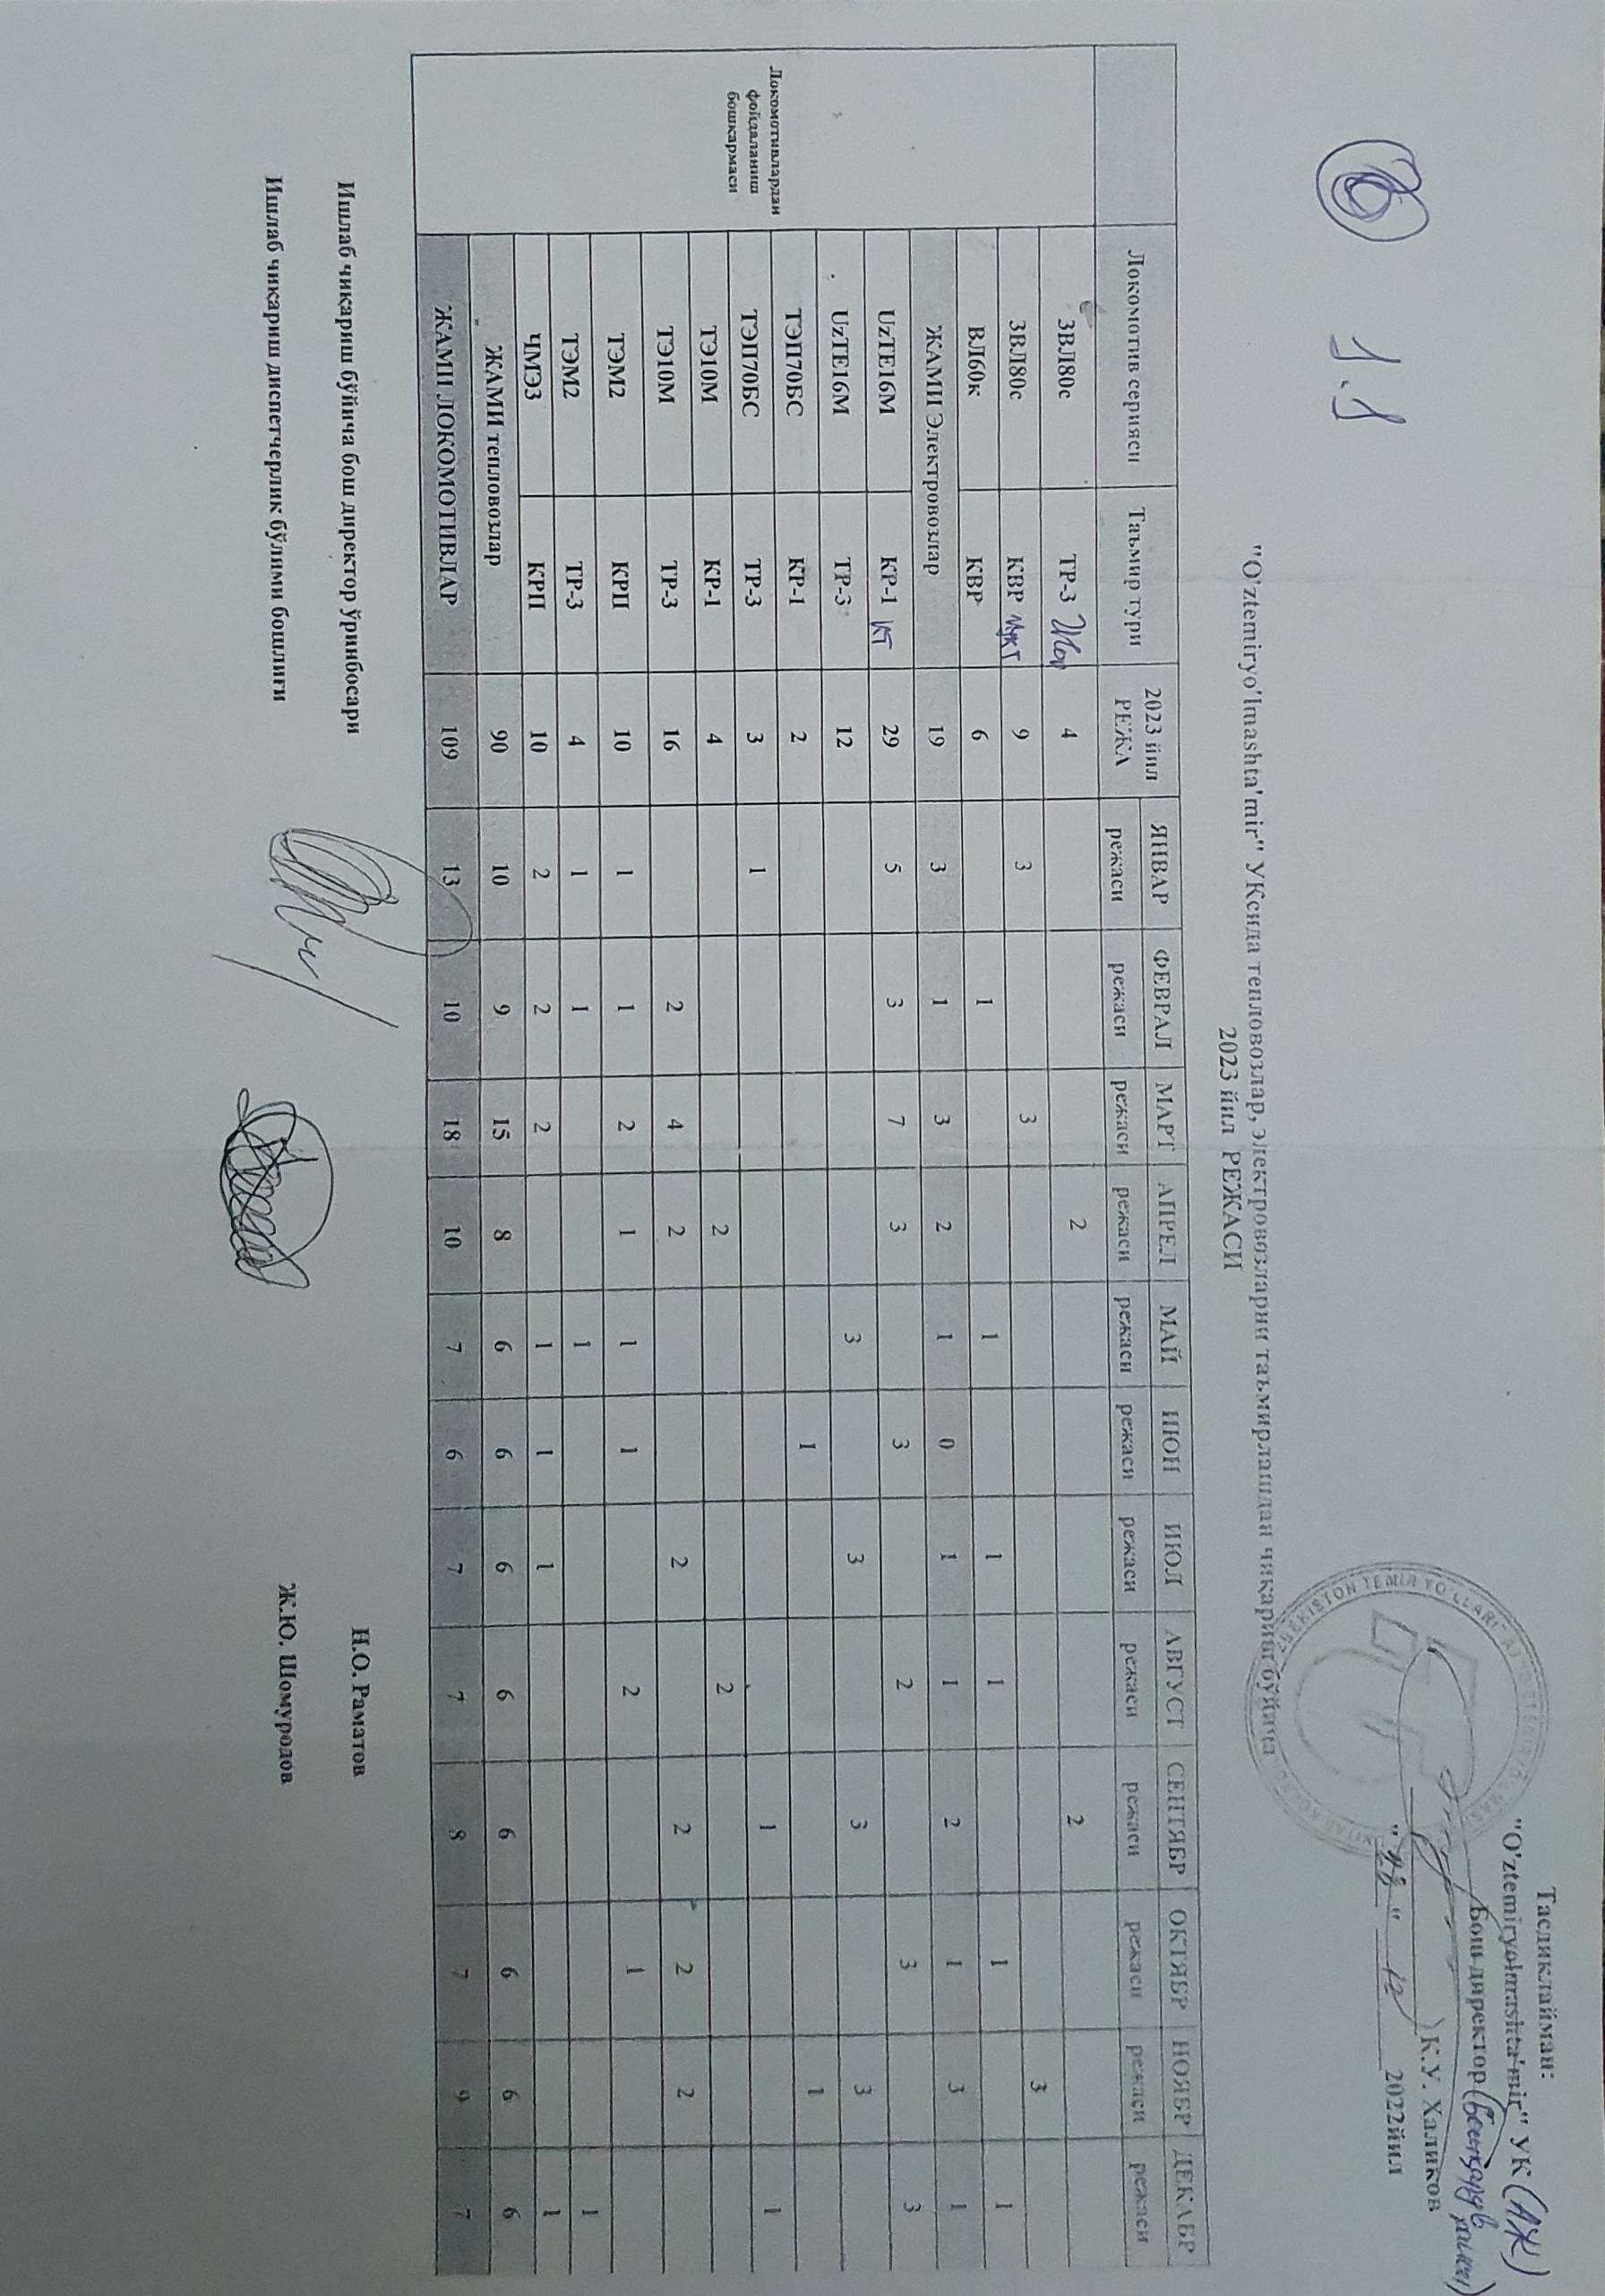 Тасдиклайман:
"O'ztemiryolmashta'mir" УК (АЖ)
Бош директор (Бошқарув раиси)
К.У. Халиков
"28" 12 2022йил
1.1
"O'ztemiryo'lmashta'mir" УКсида тепловозлар, электровозларни таъмирлашдан чиқариш бўйича
2023 йил РЕЖАСИ
Локомотив серияси Таъмир тури 2023 йил РЕЖА ЯНВАР ФЕВРАЛ МАРТ АПРЕЛ МАЙ ИЮН ИЮЛ АВГУСТ СЕНТЯБР ОКТЯБР НОЯБР ДЕКАБР
режаси режаси режаси режаси режаси режаси режаси режаси режаси режаси режаси режаси
Локомотивлардан
фойдаланиш
бошкармаси
3ВЛ80с ТР-3 4 2 2
3ВЛ80с КВР 9 3 3 3
ВЛ60к КВР 6 1 1 1 1 1 1
ЖАМИ Электровозлар 19 3 1 3 2 1 0 1 1 2 1 3 1
UzTE16M КР-1 КТ 29 5 3 7 3 3 2 3 3
UzTE16M ТР-3 12 3 3 3 3
ТЭП70БС КР-1 2 1 1
ТЭП70БС ТР-3 3 1 1 1
ТЭ10М КР-1 4 2 2
ТЭ10М ТР-3 16 2 4 2 2 2 2 2
ТЭМ2 КРП 10 1 1 2 1 1 1 2 1
ТЭМ2 ТР-3 4 1 1 1 1
ЧМЭ3 КРП 10 2 2 2 1 1 1 1
ЖАМИ тепловозлар 90 10 9 15 8 6 6 6 6 6 6 6 6
ЖАМИ ЛОКОМОТИВЛАР 109 13 10 18 10 7 6 7 7 8 7 9 7
Ишлаб чиқариш бўйича бош директор ўринбосари Н.О. Раматов
Ишлаб чиқариш диспетчерлик бўлими бошлиғи Ж.Ю. Шомуродов